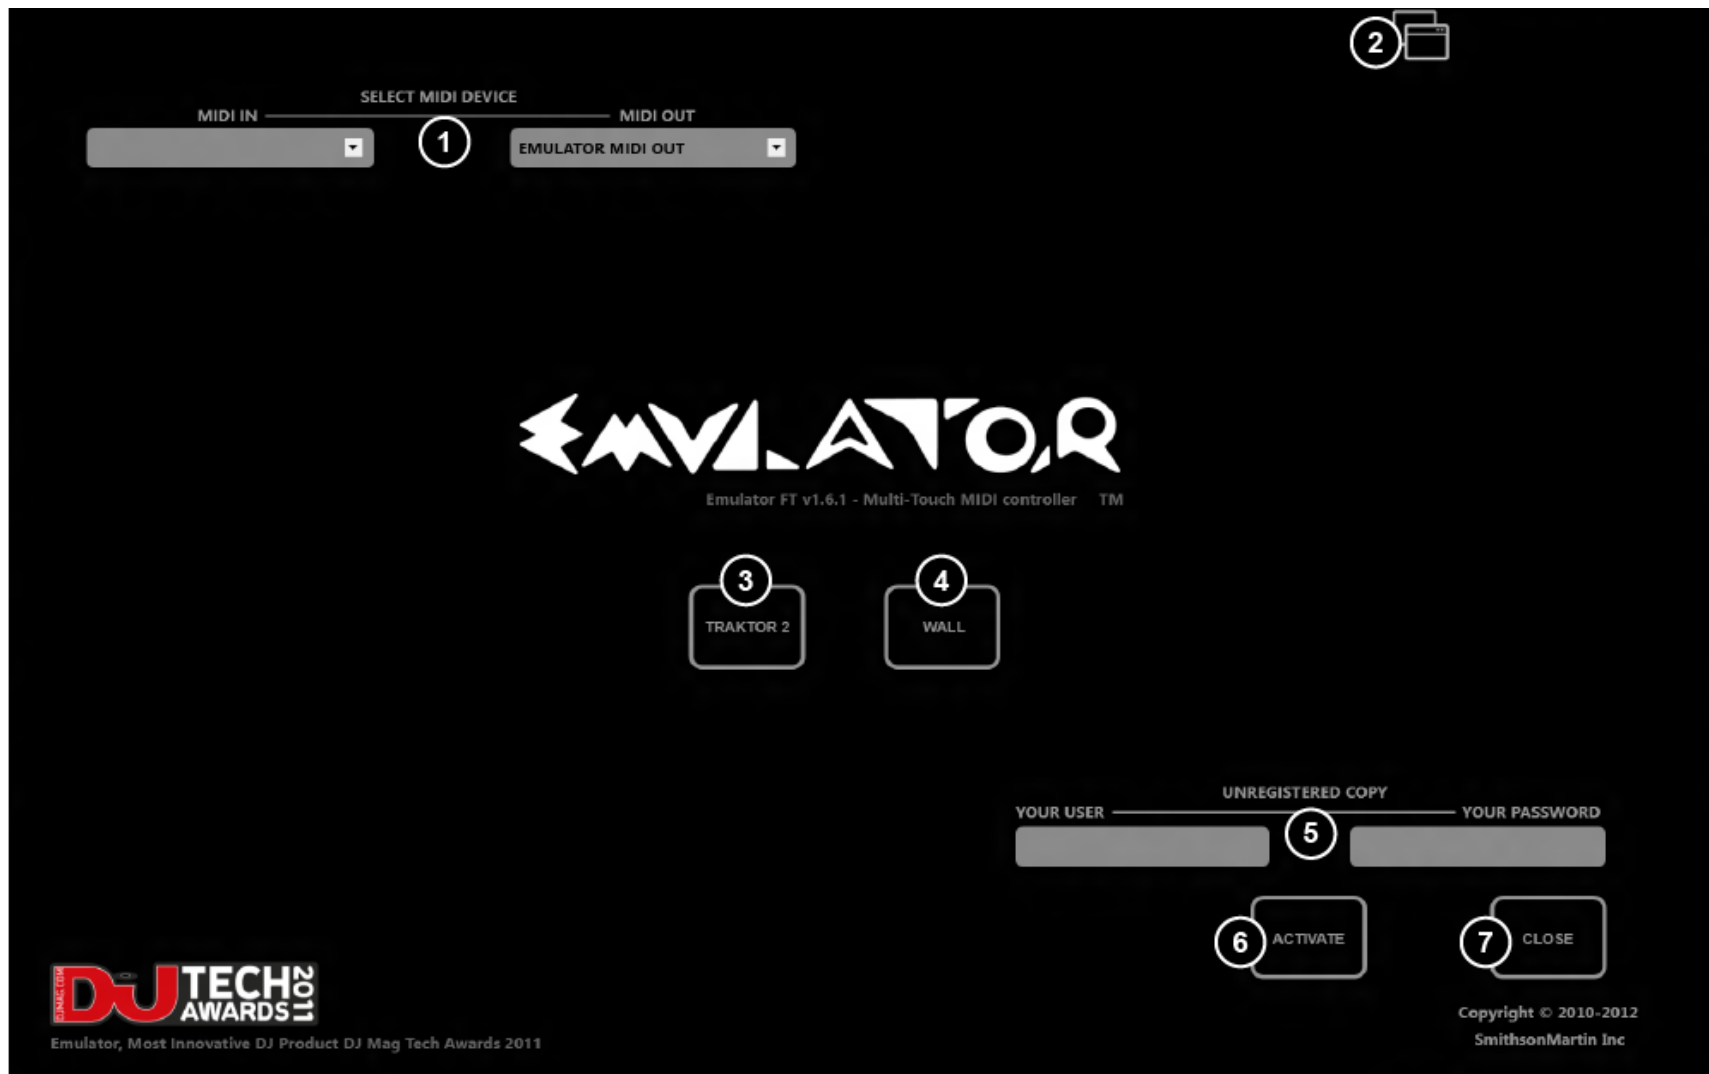 2
SELECT MIDI DEVICE
MIDI IN
MIDI OUT
1
EMULATOR MIDI OUT
EMULATOR
Emulator FT v1.6.1 - Multi-Touch MIDI controller TM
3
4
TRAKTOR 2
WALL
UNREGISTERED COPY
YOUR USER
YOUR PASSWORD
5
6
ACTIVATE
7
CLOSE
DJMAG.COM
DJ TECH AWARDS 2011
Emulator, Most Innovative DJ Product DJ Mag Tech Awards 2011
Copyright © 2010-2012
SmithsonMartin Inc